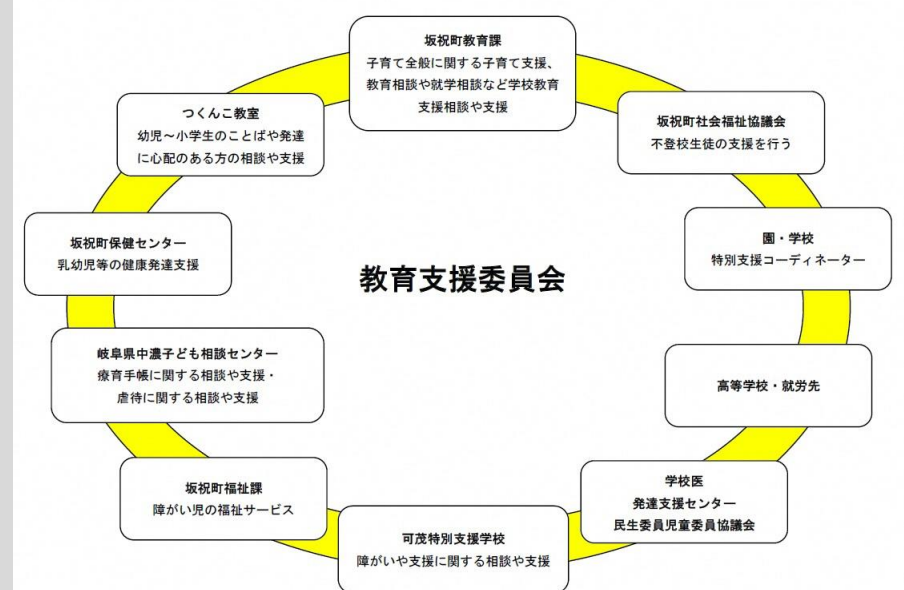 坂祝町教育課
子育て全般に関する子育て支援、
教育相談や就学相談など学校教育
支援相談や支援
坂祝町社会福祉協議会
不登校生徒の支援を行う
園・学校
特別支援コーディネーター
高等学校・就労先
学校医
発達支援センター
民生委員児童委員協議会
可茂特別支援学校
障がいや支援に関する相談や支援
坂祝町福祉課
障がい児の福祉サービス
岐阜県中濃子ども相談センター
療育手帳に関する相談や支援・
虐待に関する相談や支援
坂祝町保健センター
乳幼児等の健康発達支援
つくんこ教室
幼児~小学生のことばや発達
に心配のある方の相談や支援
教育支援委員会